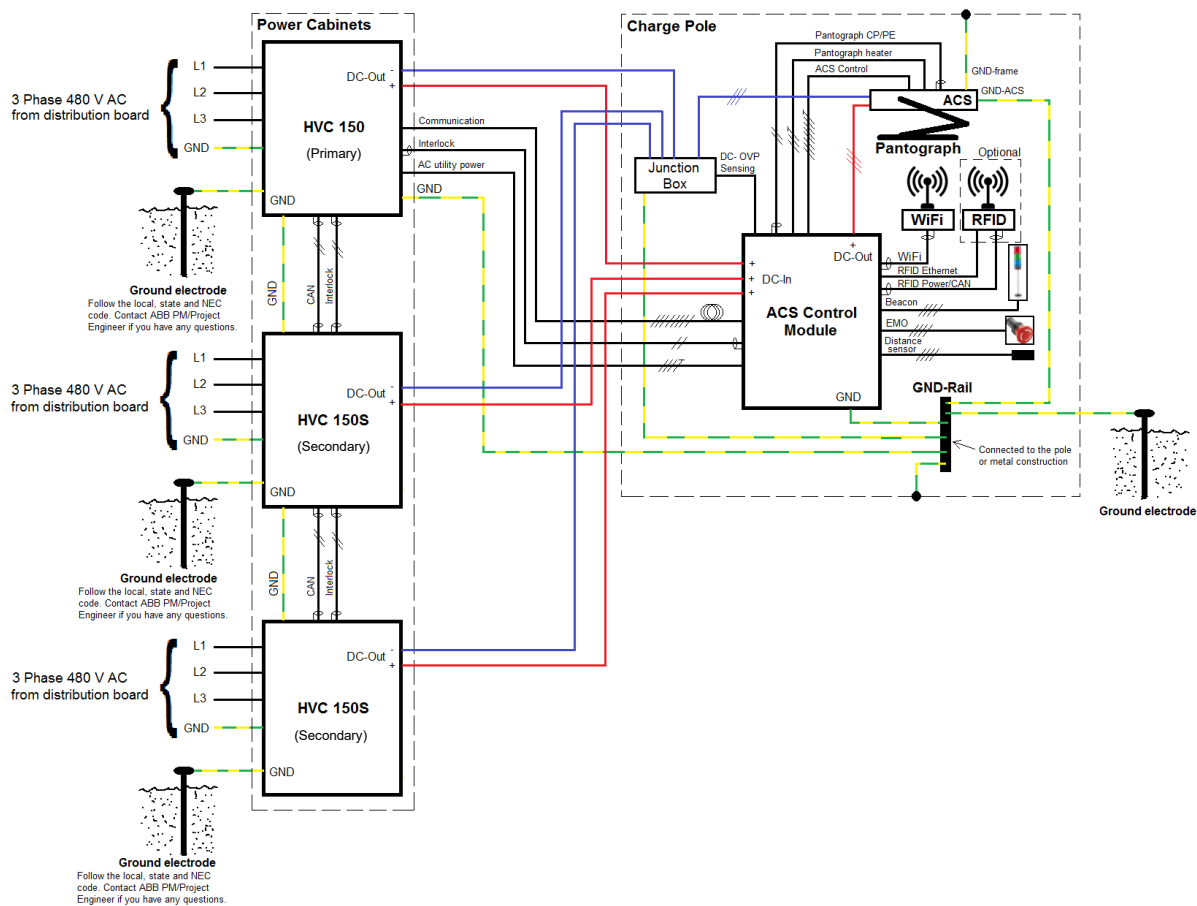 Power Cabinets
3 Phase 480 V AC
from distribution board
L1
L2
L3
GND
DC-Out
-
+
HVC 150
(Primary)
GND
Communication
Interlock
AC utility power
GND
Ground electrode
Follow the local, state and NEC
code. Contact ABB PM/Project
Engineer if you have any questions.
GND
CAN
Interlock
3 Phase 480 V AC
from distribution board
L1
L2
L3
GND
DC-Out
-
+
HVC 150S
(Secondary)
GND
Ground electrode
Follow the local, state and NEC
code. Contact ABB PM/Project
Engineer if you have any questions.
GND
CAN
Interlock
3 Phase 480 V AC
from distribution board
L1
L2
L3
GND
DC-Out
-
+
HVC 150S
(Secondary)
GND
Ground electrode
Follow the local, state and NEC
code. Contact ABB PM/Project
Engineer if you have any questions.
Charge Pole
Pantograph CP/PE
Pantograph heater
ACS Control
GND-frame
GND-ACS
ACS
Pantograph
Optional
WiFi
RFID
Junction
Box
DC- OVP
Sensing
+
DC-Out
+
+
+
DC-In
ACS Control
Module
GND
WiFi
RFID Ethernet
RFID Power/CAN
Beacon
EMO
Distance
sensor
GND-Rail
Connected to the pole
or metal construction
Ground electrode